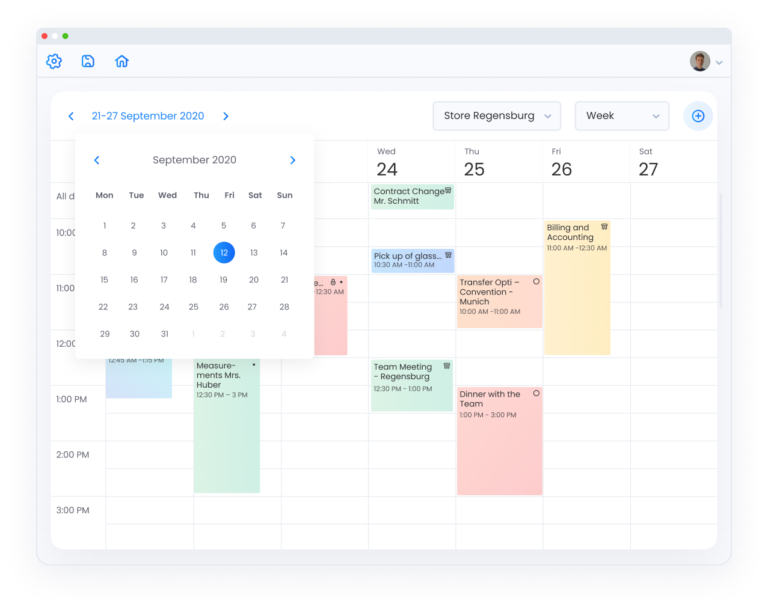 21-27 September 2020
Store Regensburg
Week
September 2020
Mon Tue Wed Thu Fri Sat Sun
1 2 3 4 5 6 7
8 9 10 11 12 13 14
15 16 17 18 19 20 21
22 23 24 25 26 27 28
29 30 31 1 2 3 4
Wed
24
Thu
25
Fri
26
Sat
27
All d
10:00
11:00
12:00
1:00 PM
2:00 PM
3:00 PM
12:45 AM -1:15 PM
Measure-
ments Mrs.
Huber
12:30 PM – 3 PM
e...
-12:30 AM
Contract Change
Mr. Schmitt
Pick up of glass...
10:30 AM -11:00 AM
Team Meeting
– Regensburg
12:30 PM - 1:00 PM
Transfer Opti –
Convention -
Munich
10:00 AM -11:00 AM
Dinner with the
Team
1:00 PM - 3:00 PM
Billing and
Accounting
11:00 AM -12:30 AM